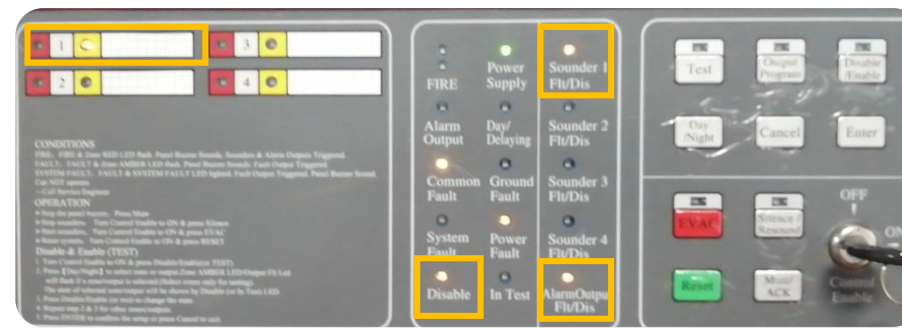 1
3
2
4
CONDITIONS
FIRE: FIRE & Zone RED LED flash. Panel Buzzer Sounds. Sounders & Alarm Outputs Triggered.
FAULT: FAULT & Zone AMBER LED flash. Panel Buzzer Sounds. Fault Output Triggered.
SYSTEM FAULT: FAULT & SYSTEM FAULT LED lighted. Fault Output Triggered. Panel Buzzer Sound.
Can NOT operate.
—Call Service Engineer
OPERATION
Stop the panel buzzer: Press Mute
Stop sounders: Turn Control Enable to ON & press Silence
Start sounders: Turn Control Enable to ON & press EVAC
Reset system: Turn Control Enable to ON & press RESET
Disable & Enable (TEST)
1. Turn Control Enable to ON & press Disable/Enable(or TEST).
2. Press [Day/Night] to select zone or output.Zone AMBER LED/Output Flt Led
will flash if a zone/output is selected.(Select zones only for testing).
The state of selected zone/output will be shown by Disable (or In Test) LED.
3. Press Disable/Enable (or test) to change the state.
4. Repeat step 2 & 3 for other zones/outputs.
5. Press ENTER to confirm the setup or press Cancel to exit.
FIRE
Power
Supply
Sounder 1
Flt/Dis
Alarm
Output
Day/
Delaying
Sounder 2
Flt/Dis
Common
Fault
Ground
Fault
Sounder 3
Flt/Dis
System
Fault
Power
Fault
Sounder 4
Flt/Dis
Disable
In Test
AlarmOutpu
Flt/Dis
Test
Output
Program
Disable
/Enable
Day
/Night
Cancel
Enter
EVAC
Silence /
Resound
OFF
ON
Reset
Mute/
ACK
Control
Enable